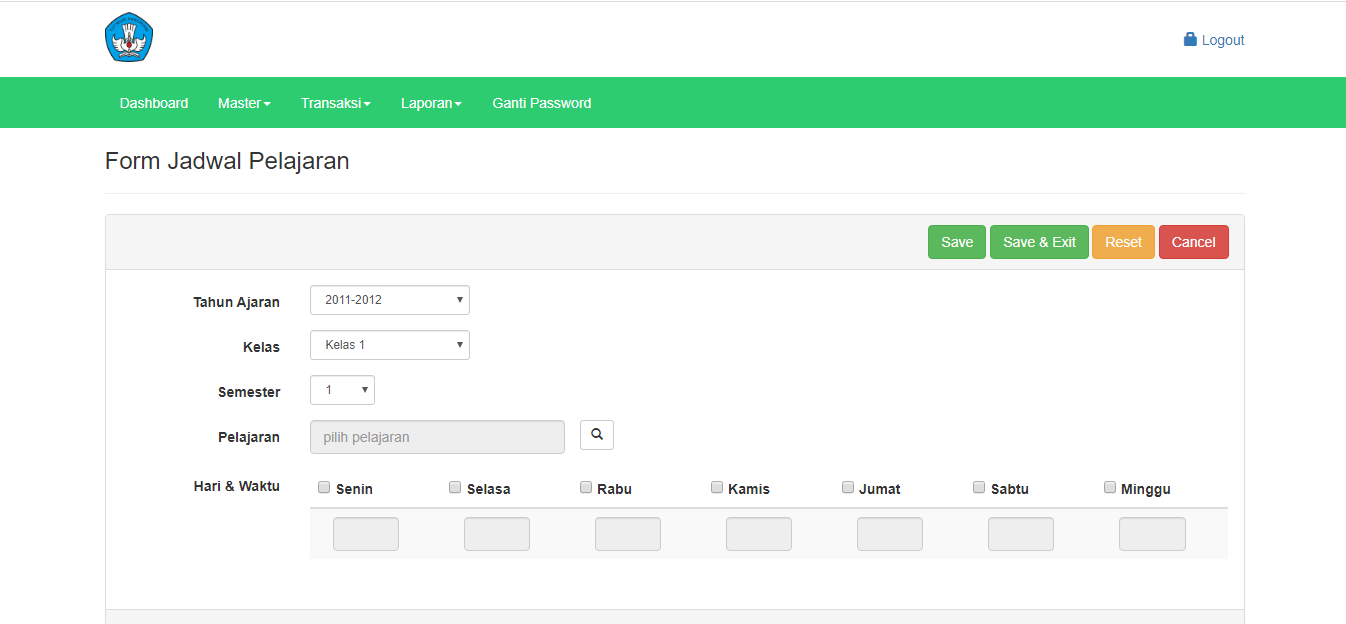 Logout
Dashboard Master Transaksi Laporan Ganti Password
Form Jadwal Pelajaran
Save Save & Exit Reset Cancel
Tahun Ajaran 2011-2012
Kelas Kelas 1
Semester 1
Pelajaran pilih pelajaran
Hari & Waktu Senin Selasa Rabu Kamis Jumat Sabtu Minggu